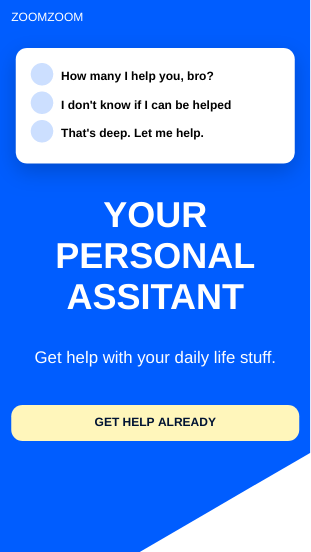 ZOOMZOOM
How many I help you, bro?
I don't know if I can be helped
That's deep. Let me help.
YOUR
PERSONAL
ASSITANT
Get help with your daily life stuff.
GET HELP ALREADY